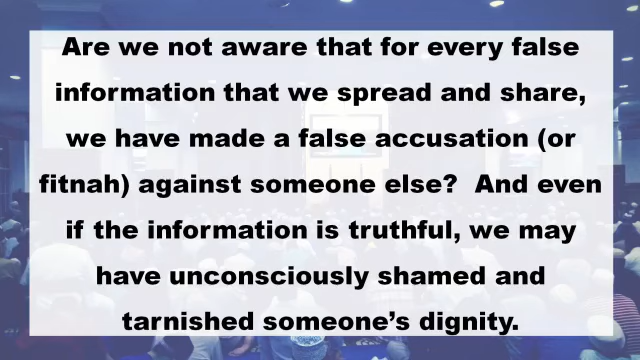 Are we not aware that for every false
information that we spread and share,
we have made a false accusation (or
fitnah) against someone else?  And even
if the information is truthful, we may
have unconsciously shamed and
tarnished someone’s dignity.